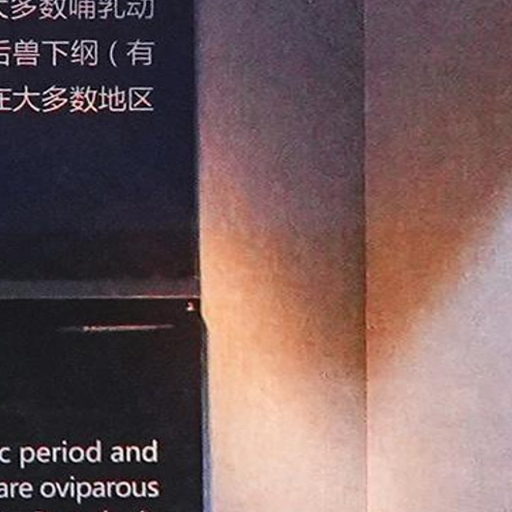 大多数哺乳动
后兽下纲（有
在大多数地区
c period and
are oviparous